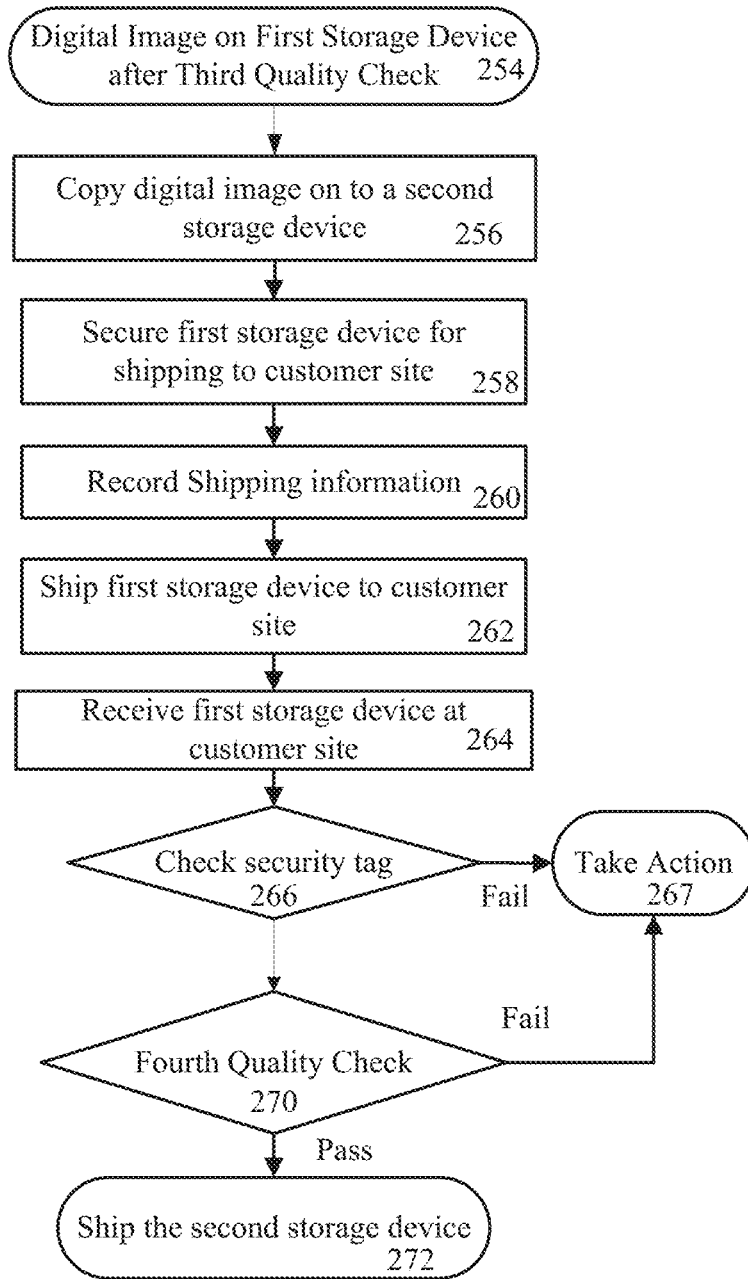 Digital Image on First Storage Device
after Third Quality Check 254
Copy digital image on to a second
storage device 256
Secure first storage device for
shipping to customer site 258
Record Shipping information 260
Ship first storage device to customer
site 262
Receive first storage device at
customer site 264
Check security tag
266
Fail
Take Action
267
Fourth Quality Check
270
Fail
Pass
Ship the second storage device
272